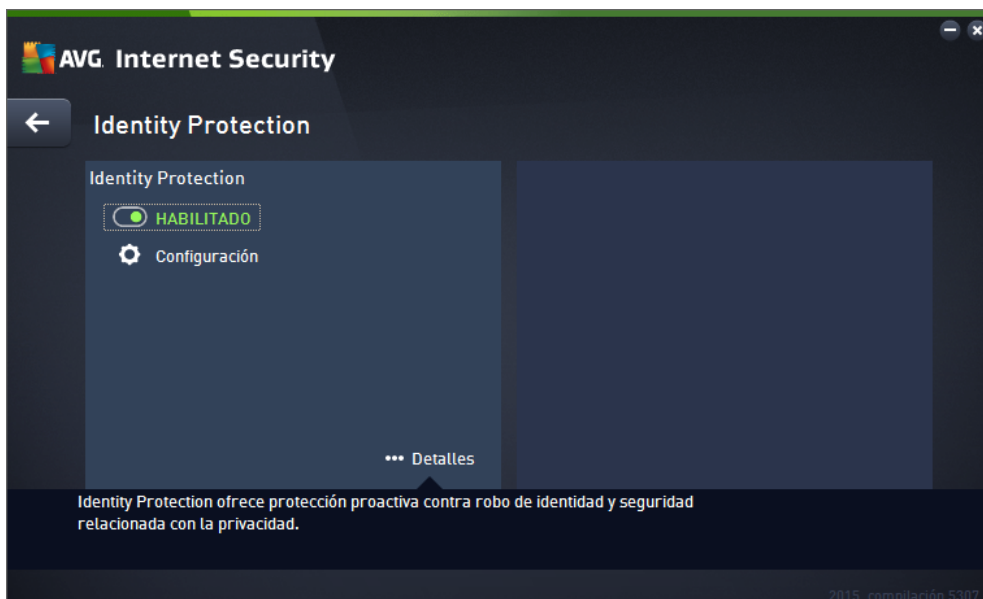 AVG Internet Security
Identity Protection
Identity Protection
HABILITADO
Configuración
••• Detalles
Identity Protection ofrece protección proactiva contra robo de identidad y seguridad
relacionada con la privacidad.
2015 compilación 5307